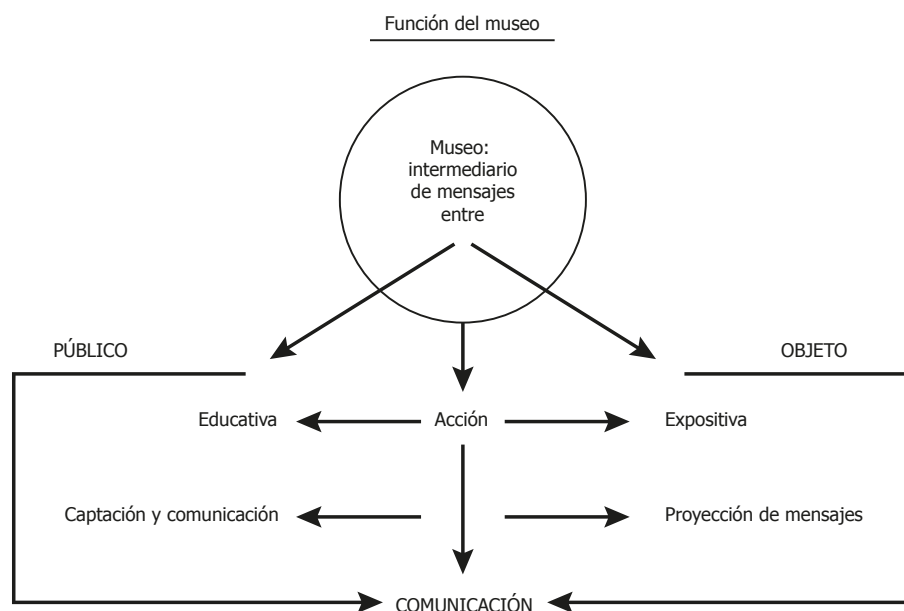 Función del museo
Museo:
intermediario
de mensajes
entre
PÚBLICO
OBJETO
Educativa
Acción
Expositiva
Captación y comunicación
Proyección de mensajes
COMUNICACIÓN